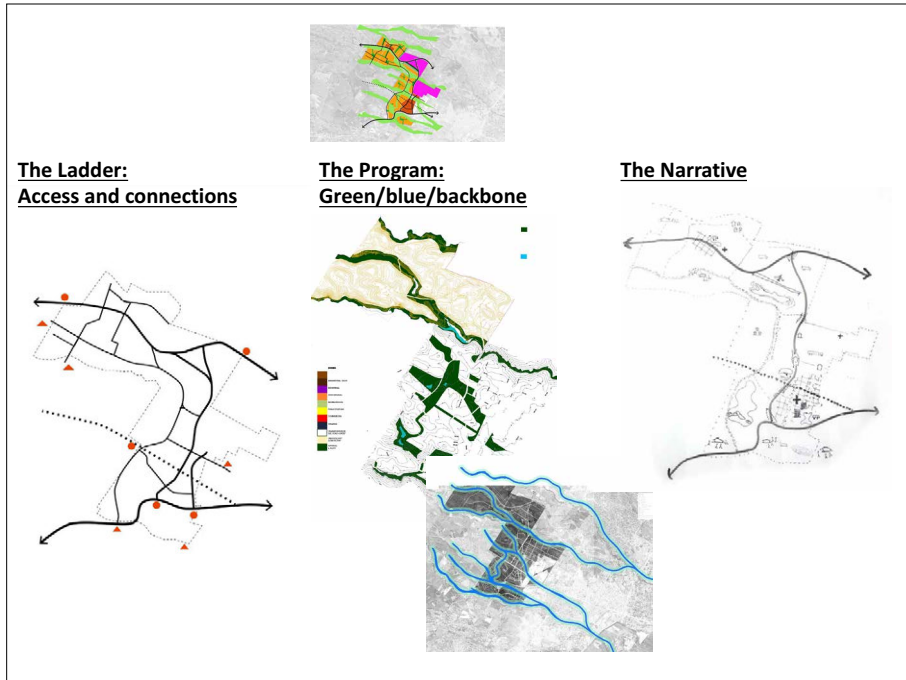 The Ladder:
Access and connections
The Program:
Green/blue/backbone
The Narrative